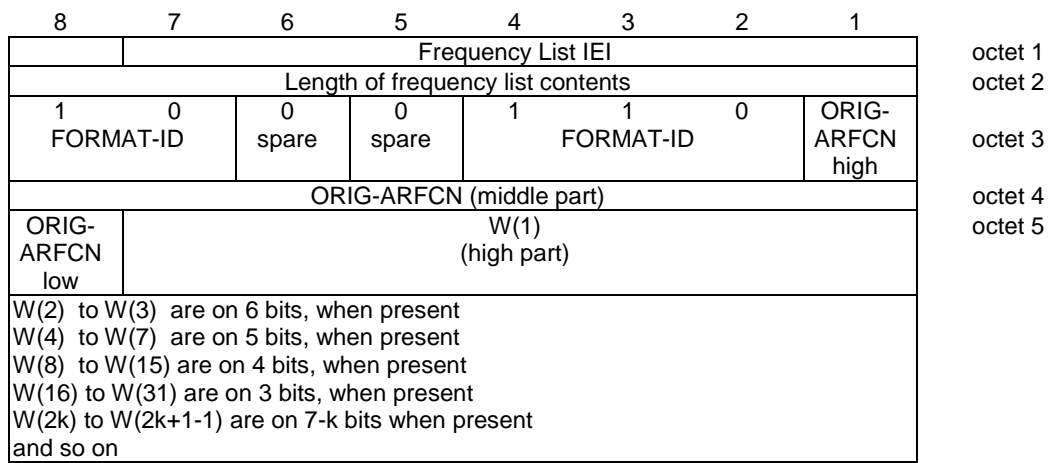 8 7 6 5 4 3 2 1
Frequency List IEI octet 1
Length of frequency list contents octet 2
1 0 0 0 1 1 0 ORIG-
FORMAT-ID spare spare FORMAT-ID ARFCN octet 3
high
ORIG-ARFCN (middle part) octet 4
ORIG- W(1) octet 5
ARFCN (high part)
low
W(2) to W(3) are on 6 bits, when present
W(4) to W(7) are on 5 bits, when present
W(8) to W(15) are on 4 bits, when present
W(16) to W(31) are on 3 bits, when present
W(2k) to W(2k+1-1) are on 7-k bits when present
and so on